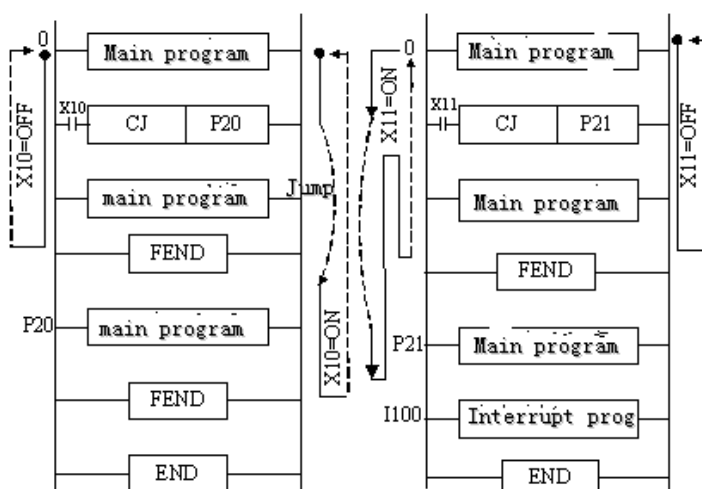 0
Main program
X10
CJ
P20
X10=OFF
main program
Jump
FEND
P20
main program
X10=ON
FEND
END
0
Main program
X11=ON
X11
CJ
P21
X11=OFF
Main program
FEND
P21
Main program
I100
Interrupt prog
END